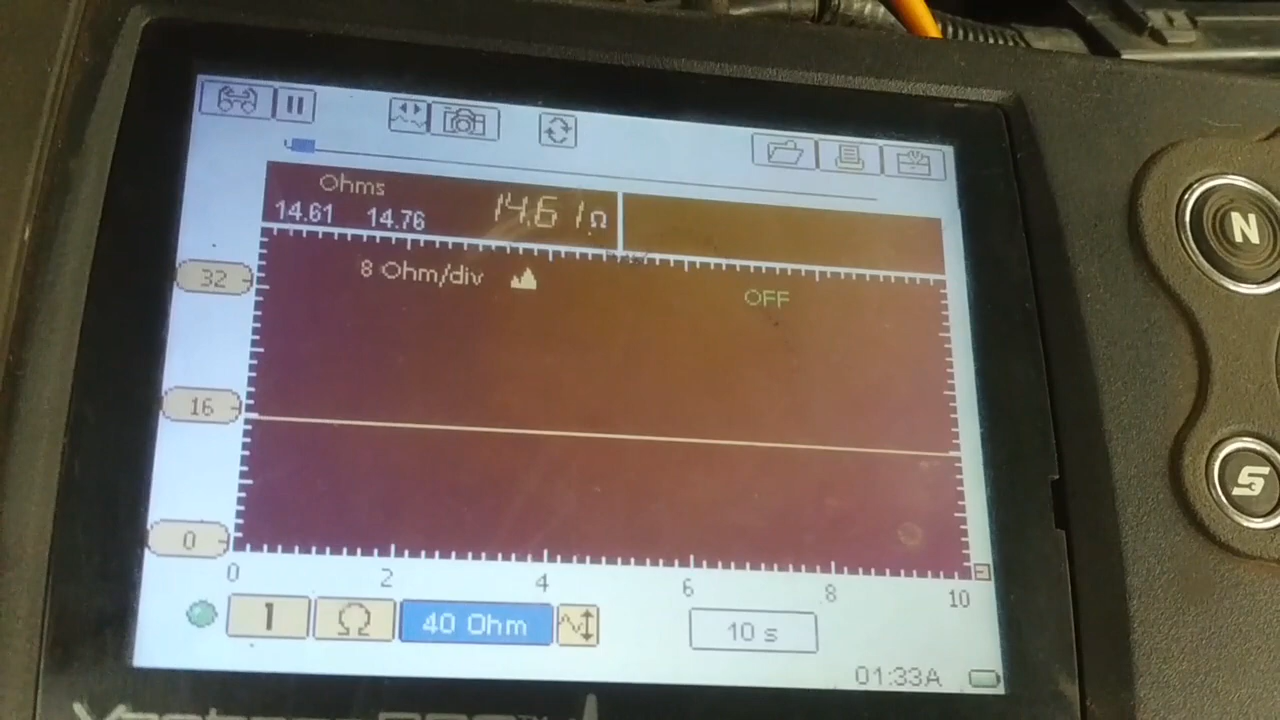 Ohms
14.61 14.76 14.61Ω
8 Ohm/div
OFF
32
16
0
0 2 4 6 8 10
1 Ω 40 Ohm 10 s
01:33A
N
S